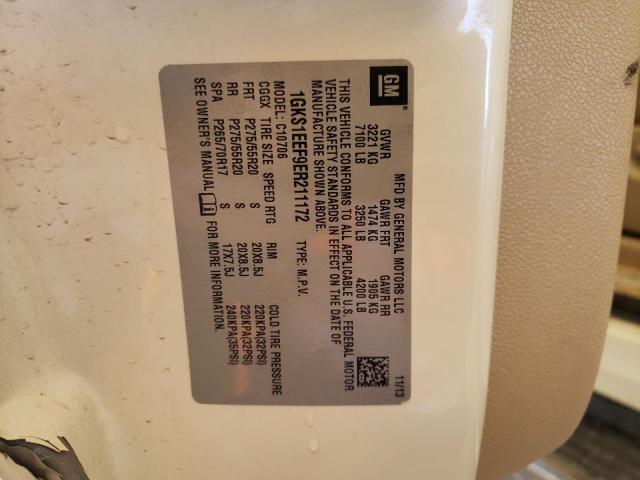 GM
MFD BY GENERAL MOTORS LLC 11/13
GVWR GAWR FRT GAWR RR
3221 KG 1474 KG 1905 KG
7100 LB 3250 LB 4200 LB
THIS VEHICLE CONFORMS TO ALL APPLICABLE U.S. FEDERAL MOTOR
VEHICLE SAFETY STANDARDS IN EFFECT ON THE DATE OF
MANUFACTURE SHOWN ABOVE.
1GKS1EEF9ER211172 TYPE: M.P.V.
MODEL: C10706
CGGX TIRE SIZE SPEED RTG RIM COLD TIRE PRESSURE
FRT P275/55R20 S 20X8.5J 220KPA(32PSI)
RR P275/55R20 S 20X8.5J 220KPA(32PSI)
SPA P265/70R17 S 17X7.5J 240KPA(35PSI)
SEE OWNER'S MANUAL i FOR MORE INFORMATION.